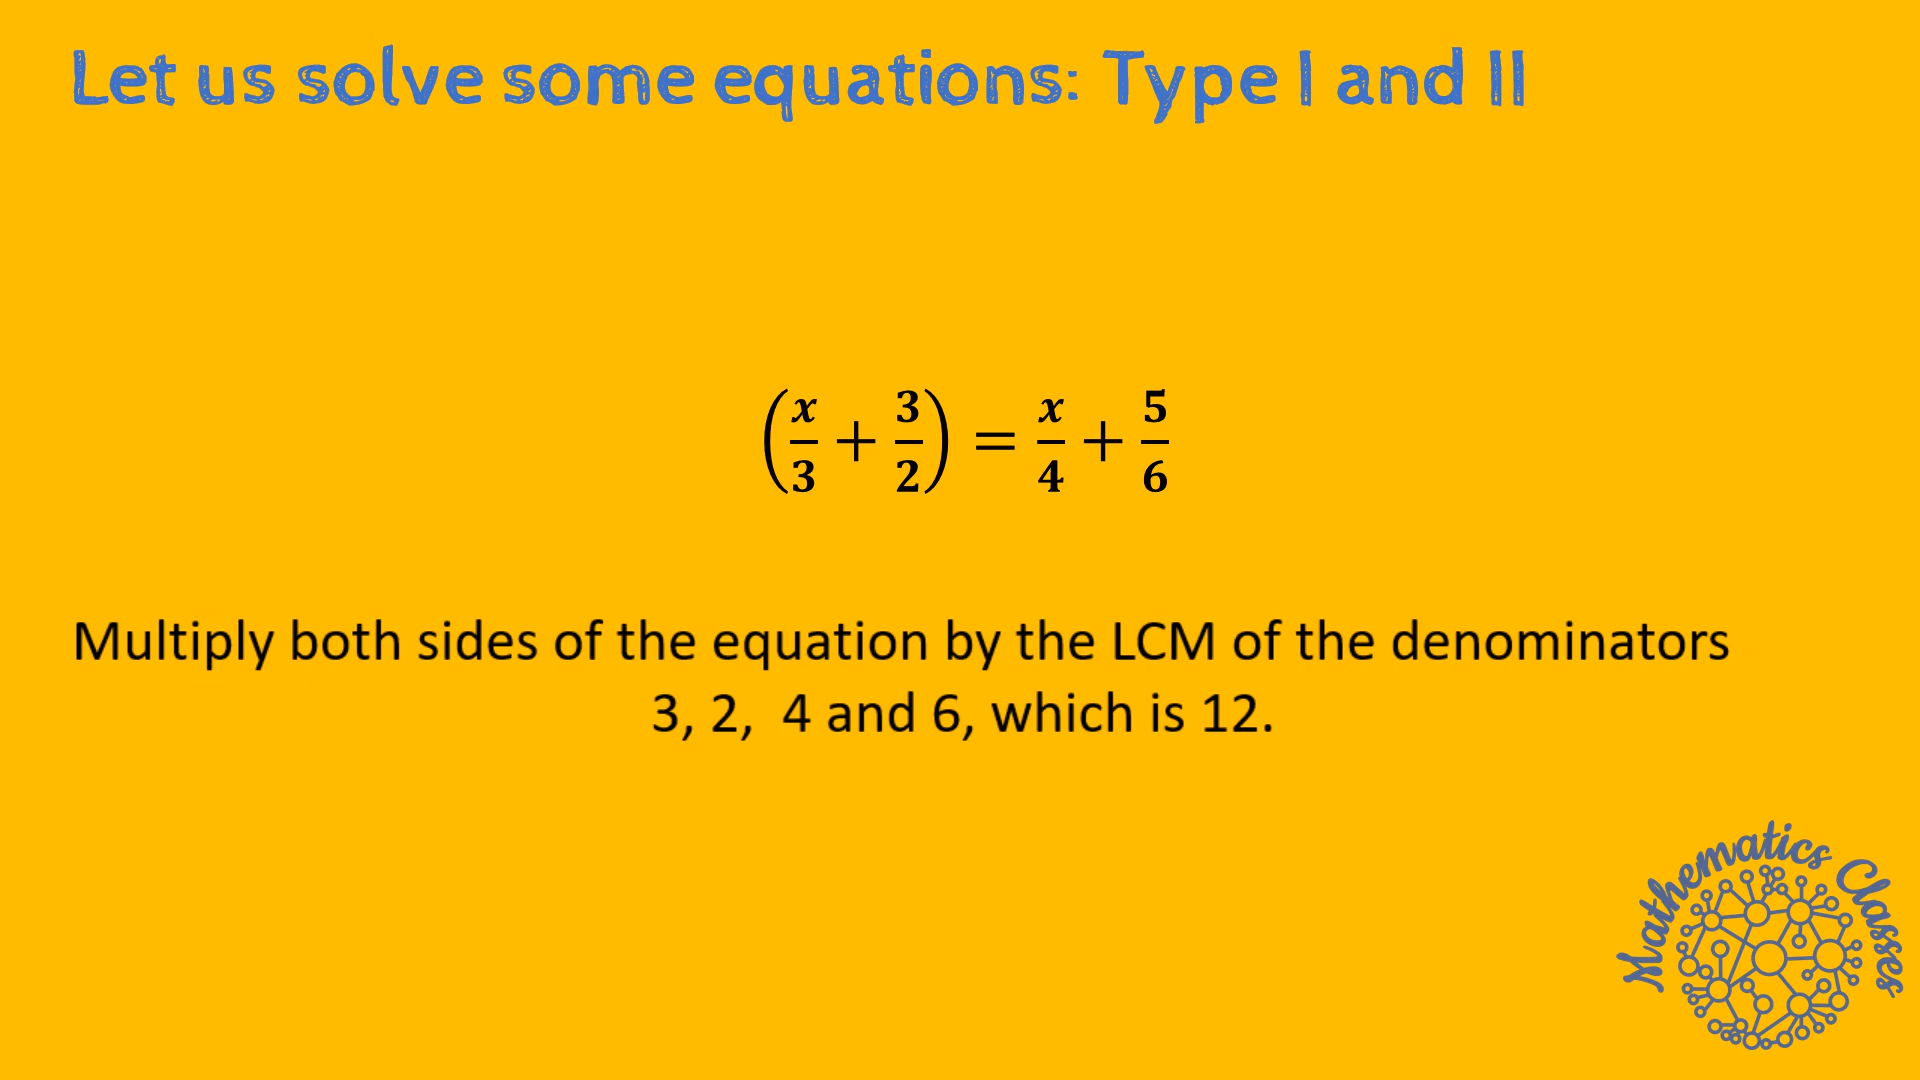 Let us solve some equations: Type I and II
(x/3 + 3/2) = x/4 + 5/6
Multiply both sides of the equation by the LCM of the denominators
3, 2,  4 and 6, which is 12.
Mathematics Classes